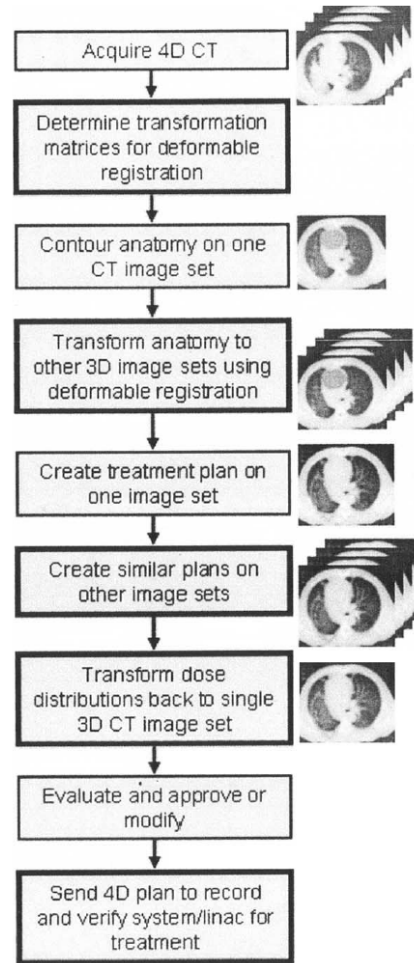 Acquire 4D CT
Determine transformation
matrices for deformable
registration
Contour anatomy on one
CT image set
Transform anatomy to
other 3D image sets using
deformable registration
Create treatment plan on
one image set
Create similar plans on
other image sets
Transform dose
distributions back to single
3D CT image set
Evaluate and approve or
modify
Send 4D plan to record
and verify system/linac for
treatment